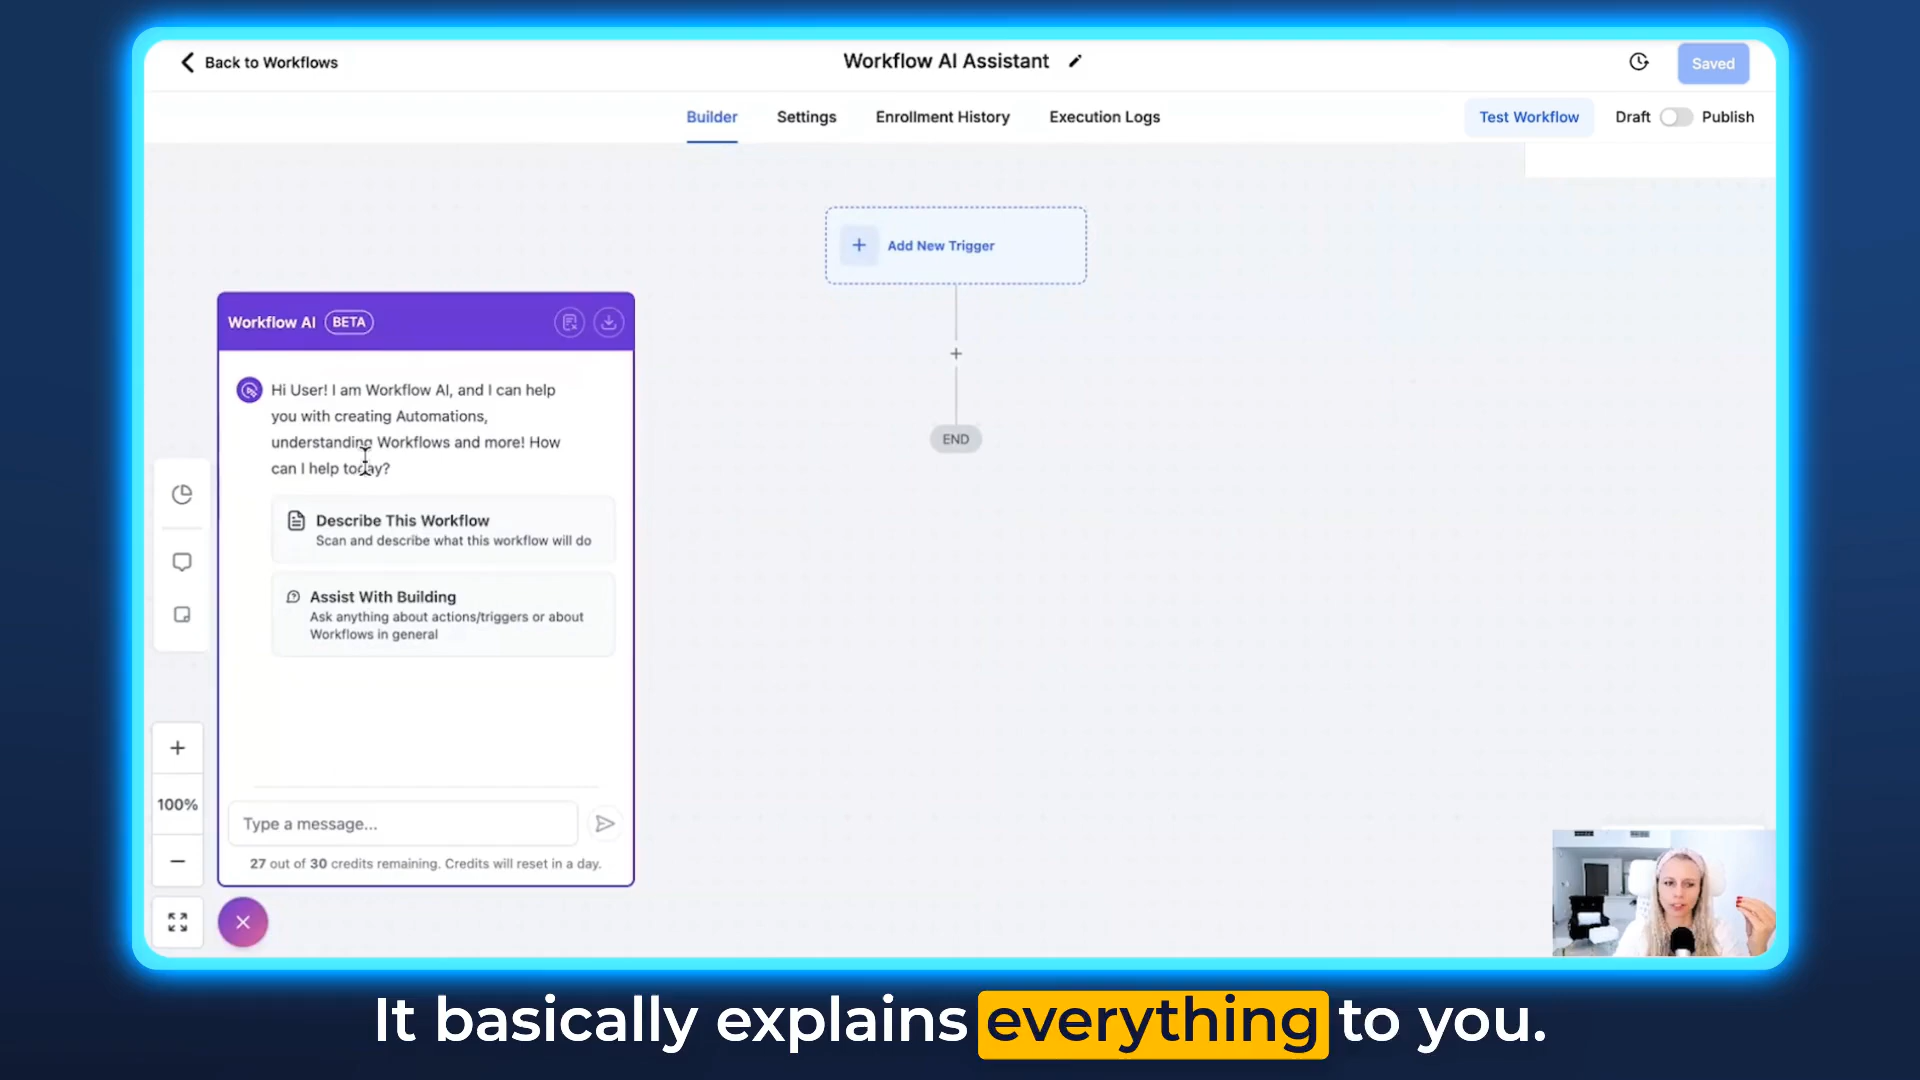 Back to Workflows
Workflow AI Assistant
Saved
Builder
Settings
Enrollment History
Execution Logs
Test Workflow
Draft
Publish
Add New Trigger
END
Workflow AI
BETA
Hi User! I am Workflow AI, and I can help
you with creating Automations,
understanding Workflows and more! How
can I help today?
Describe This Workflow
Scan and describe what this workflow will do
Assist With Building
Ask anything about actions/triggers or about
Workflows in general
100%
Type a message...
27 out of 30 credits remaining. Credits will reset in a day.
It basically explains everything to you.